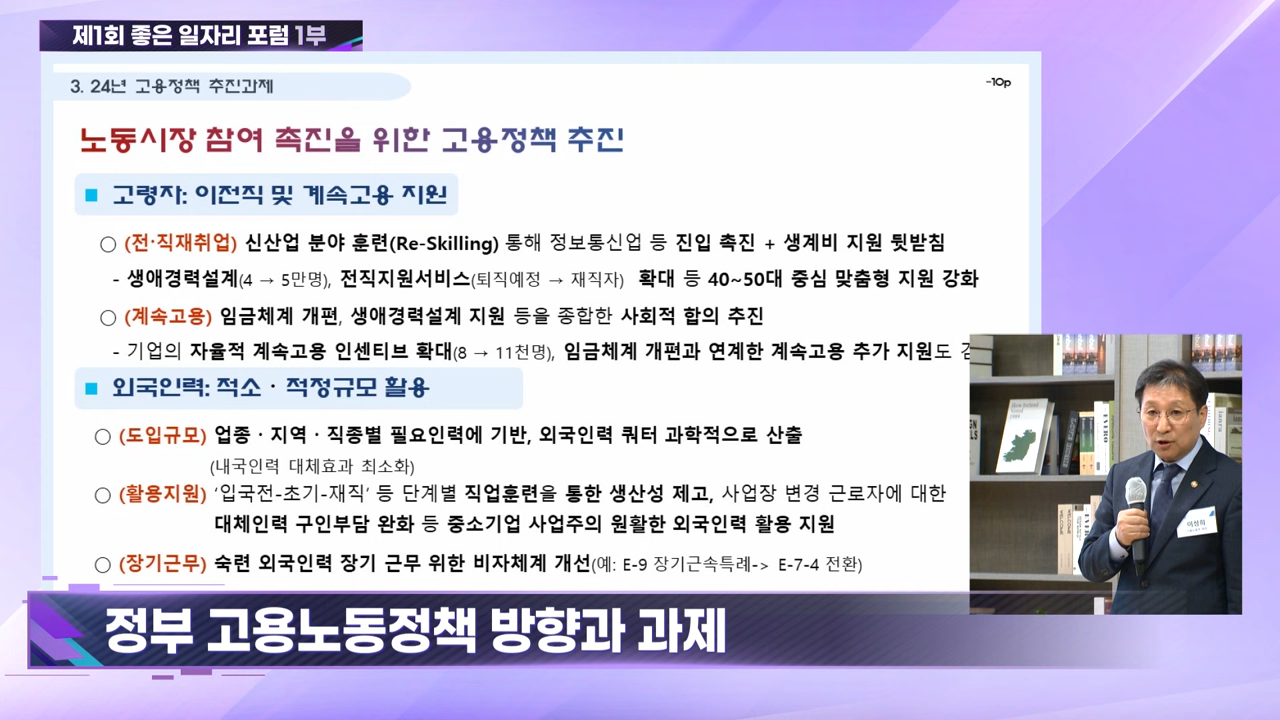 제1회 좋은 일자리 포럼 1부
3. 24년 고용정책 추진과제
-10p
노동시장 참여 촉진을 위한 고용정책 추진
■ 고령자: 이전직 및 계속고용 지원
○ (전·직재취업) 신산업 분야 훈련(Re-Skilling) 통해 정보통신업 등 진입 촉진 + 생계비 지원 뒷받침
- 생애경력설계(4 → 5만명), 전직지원서비스(퇴직예정 → 재직자) 확대 등 40~50대 중심 맞춤형 지원 강화
○ (계속고용) 임금체계 개편, 생애경력설계 지원 등을 종합한 사회적 합의 추진
- 기업의 자율적 계속고용 인센티브 확대(8 → 11천명), 임금체계 개편과 연계한 계속고용 추가 지원도
■ 외국인력: 적소·적정규모 활용
○ (도입규모) 업종·지역·직종별 필요인력에 기반, 외국인력 쿼터 과학적으로 산출
(내국인력 대체효과 최소화)
○ (활용지원) ‘입국전-초기-재직’ 등 단계별 직업훈련을 통한 생산성 제고, 사업장 변경 근로자에 대한
대체인력 구인부담 완화 등 중소기업 사업주의 원활한 외국인력 활용 지원
○ (장기근무) 숙련 외국인력 장기 근무 위한 비자체계 개선(예: E-9 장기근속특례-> E-7-4 전환)
이성희
정부 고용노동정책 방향과 과제